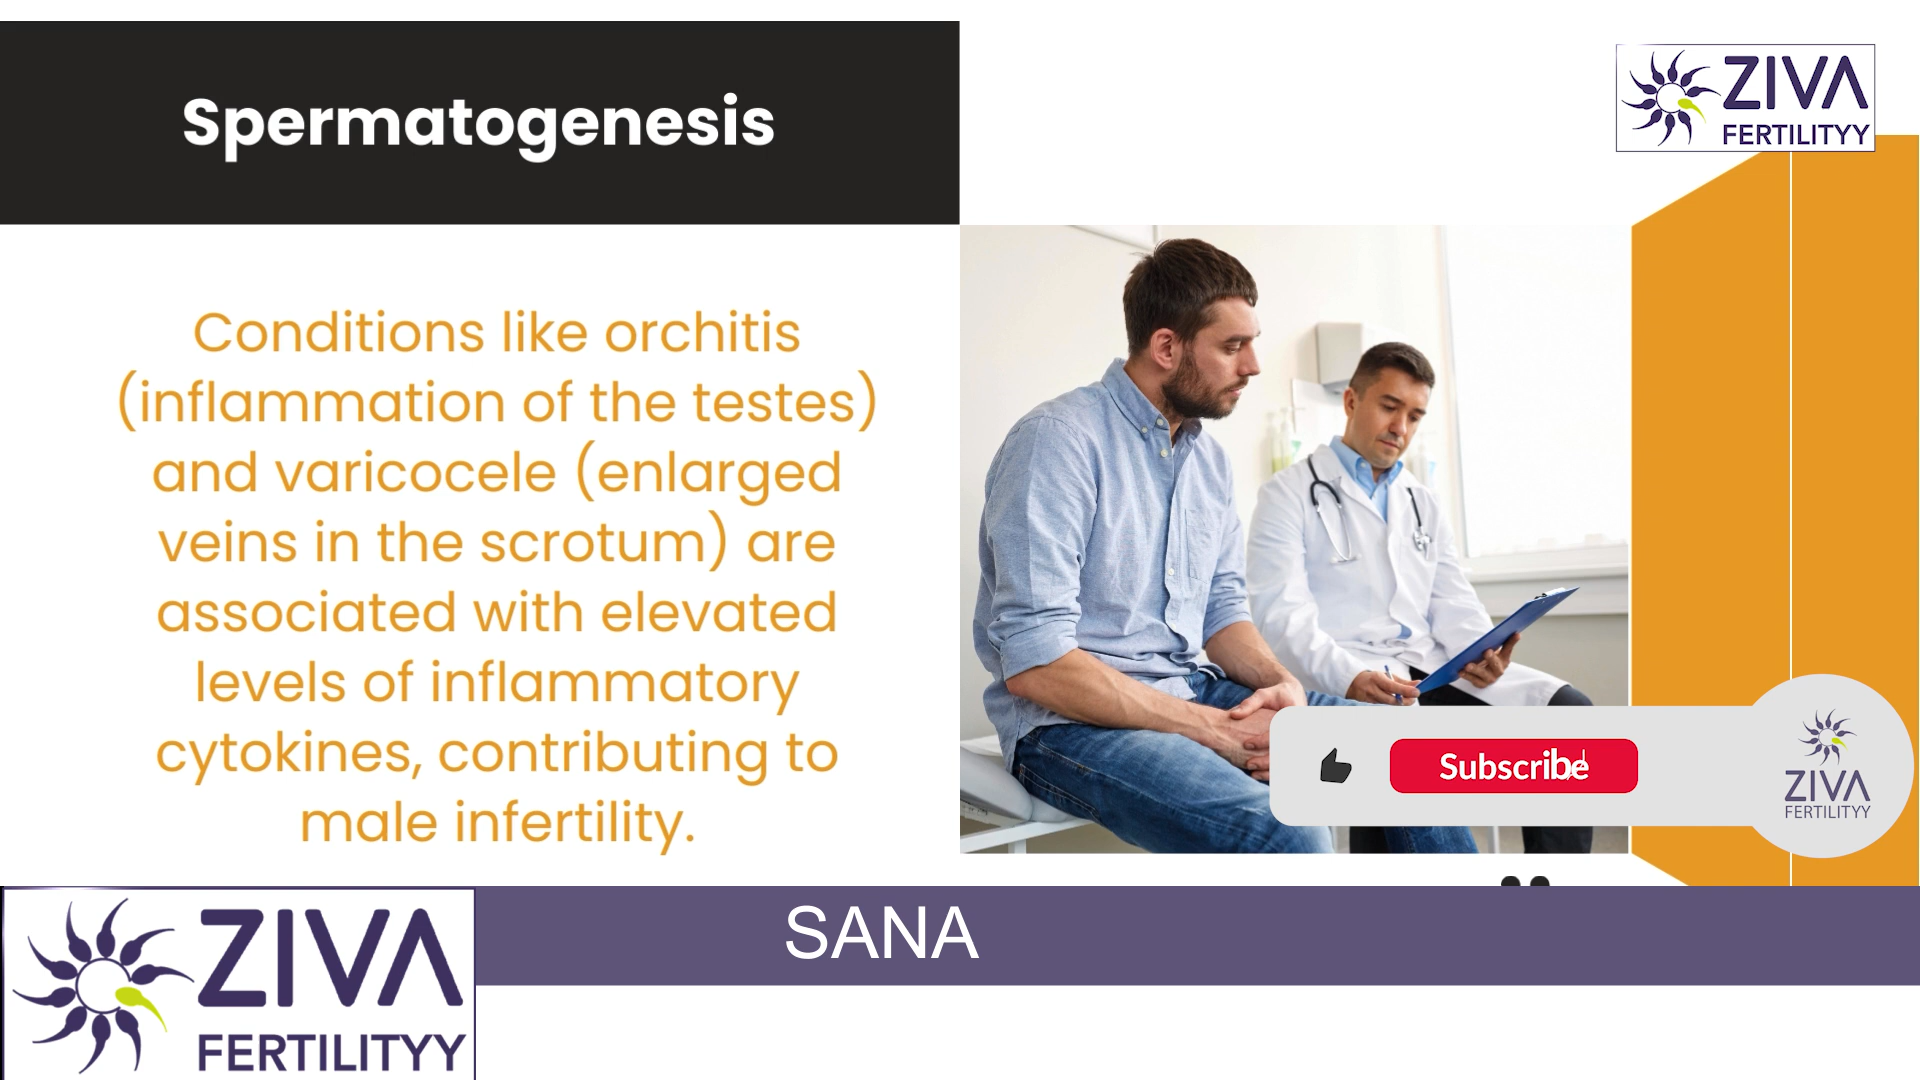 Spermatogenesis
ZIVA
FERTILITYY
Conditions like orchitis
(inflammation of the testes)
and varicocele (enlarged
veins in the scrotum) are
associated with elevated
levels of inflammatory
cytokines, contributing to
male infertility.
Subscribe
ZIVA
FERTILITYY
SANA
ZIVA
FERTILITYY